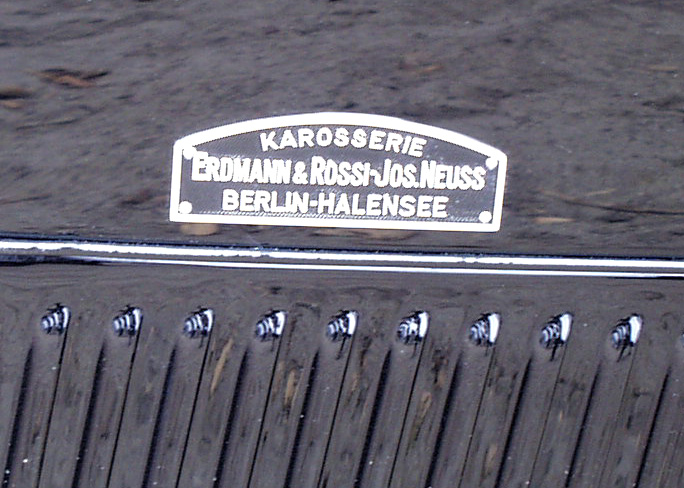 KAROSSERIE
ERDMANN & ROSSI-JOS. NEUSS
BERLIN-HALENSEE